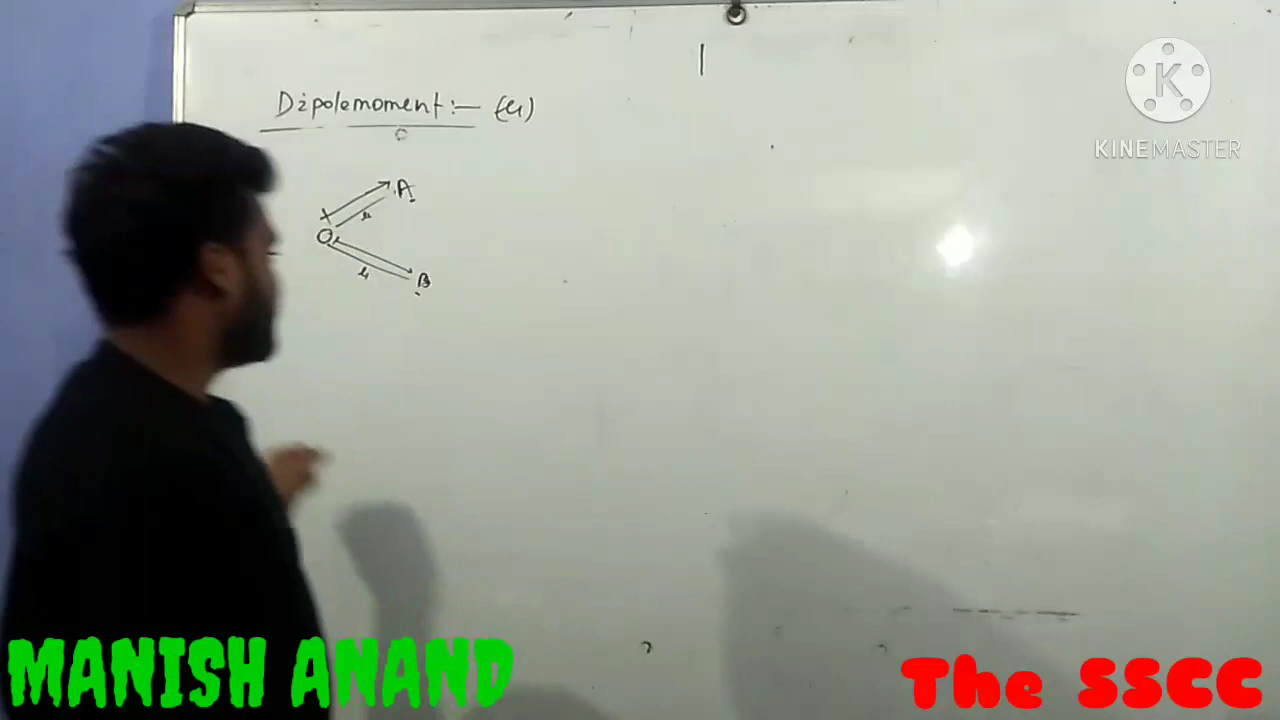 Dipolemoment:— (μ)
A
μ
O
μ
B
K
KINEMASTER
MANISH ANAND
The SSCC